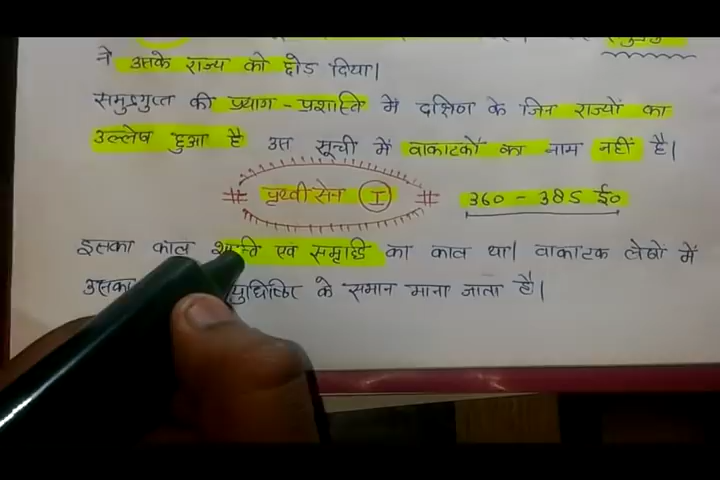 ने उसके राज्य को छोड दिया।
समुद्रगुप्त की प्रयाग - प्रशस्ति में दक्षिण के जिन राज्यों का
उल्लेख हुआ है उस सूची में वाकाटकों का नाम नहीं है।
# पृथ्वीसेन I # 360 - 385 ई०
इसका काल एवं समृद्धि का काल था। वाकाटक लेखों में
उसका युधिष्ठिर के समान माना जाता है।